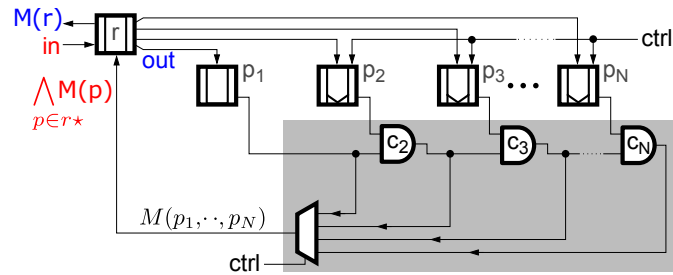 M(r)
r
in
out
ctrl
⋀ M(p)
p∈r⋆
p1
p2
p3
•••
pN
c2
c3
cN
M(p1,··,pN)
ctrl